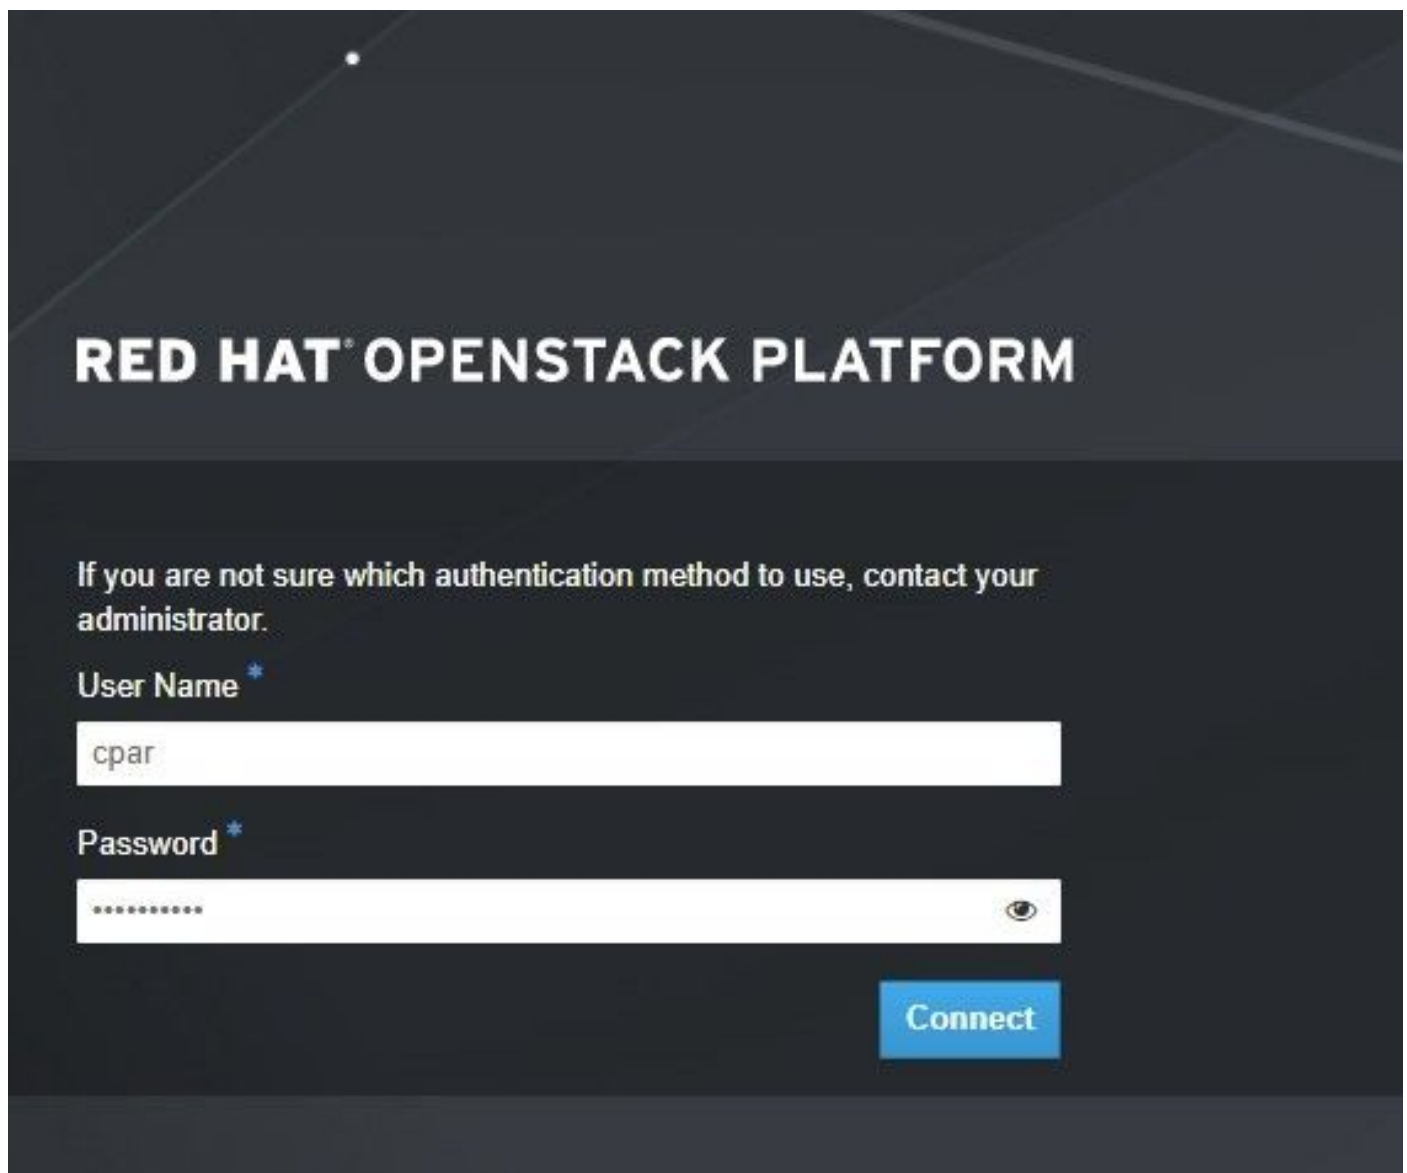 RED HAT® OPENSTACK PLATFORM
If you are not sure which authentication method to use, contact your
administrator.
User Name *
cpar
Password *
••••••••••
Connect